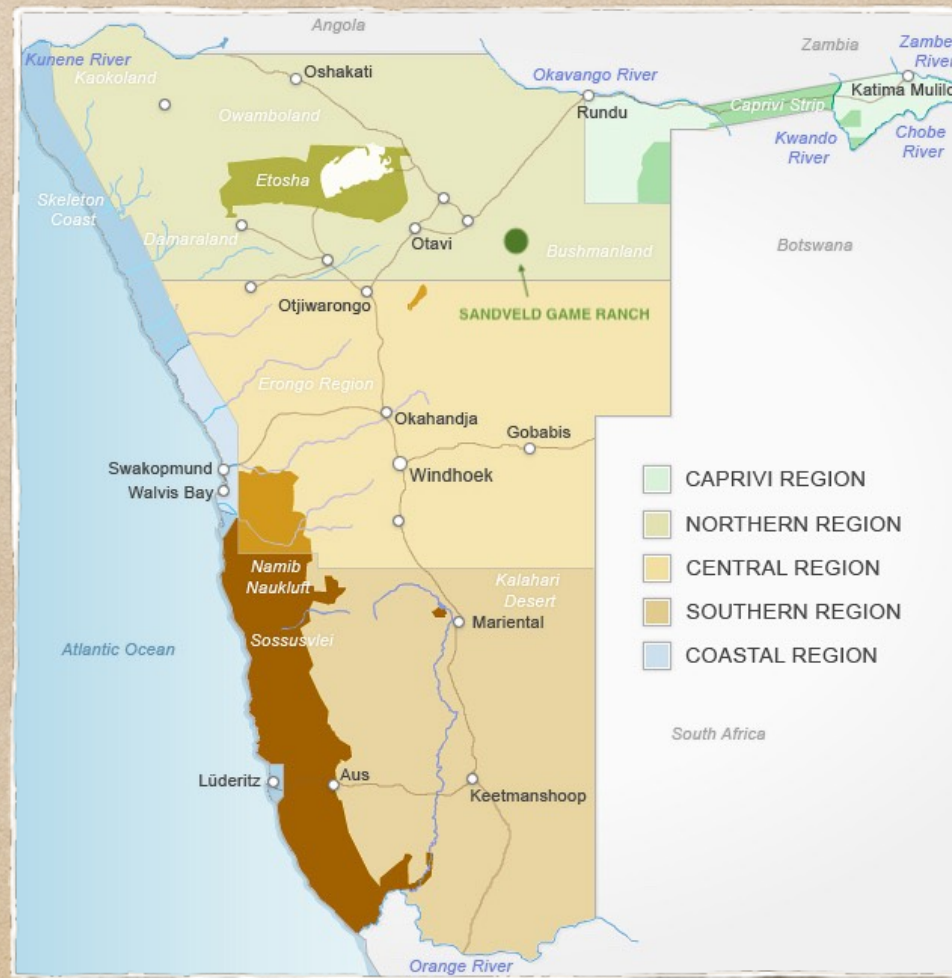 Angola
Zambia
Kunene River
Kaokoland
Oshakati
Okavango River
Katima Mulilo
Owamboland
Rundu
Caprivi Strip
Kwando
River
Chobe
River
Etosha
Skeleton
Coast
Damaraland
Otavi
Bushmanland
Botswana
Otjiwarongo
SANDVELD GAME RANCH
Erongo Region
Okahandja
Gobabis
Swakopmund
Windhoek
Walvis Bay
CAPRIVI REGION
NORTHERN REGION
CENTRAL REGION
SOUTHERN REGION
COASTAL REGION
Namib
Naukluft
Kalahari
Desert
Mariental
Sossusvlei
Atlantic Ocean
South Africa
Lüderitz
Aus
Keetmanshoop
Orange River